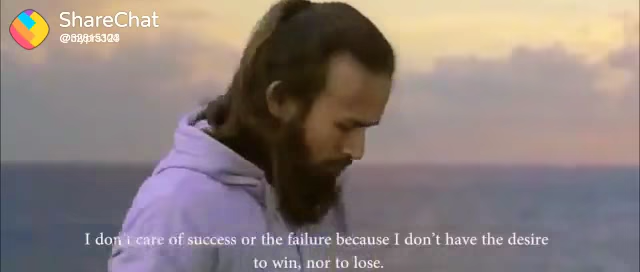 ShareChat
I don't care of success or the failure because I don't have the desire
to win, nor to lose.